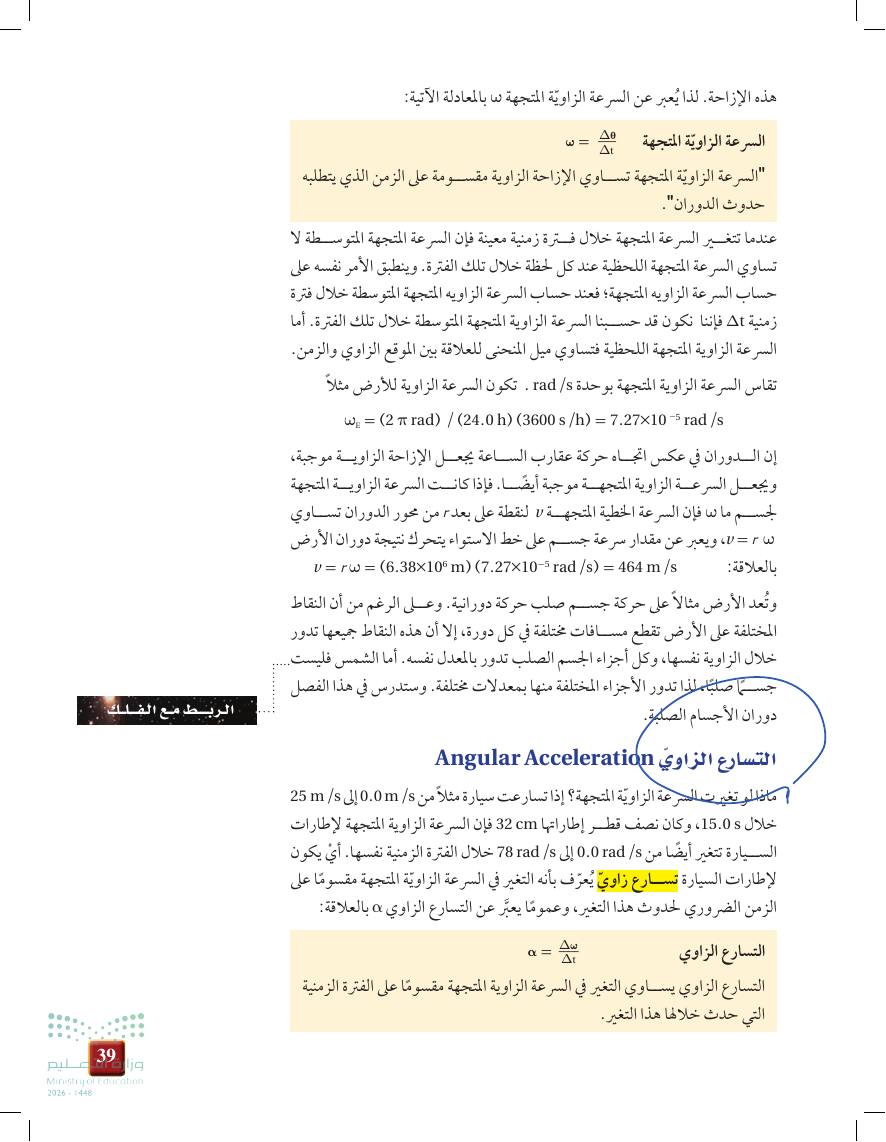 هذه الإزاحة. لذا يُعبر عن السرعة الزاويّة المتجهة ω بالمعادلة الآتية:
السرعة الزاويّة المتجهة ω = Δθ/Δt
"السرعة الزاويّة المتجهة تساوي الإزاحة الزاوية مقسومة على الزمن الذي يتطلبه
حدوث الدوران".
عندما تتغير السرعة المتجهة خلال فترة زمنية معينة فإن السرعة المتجهة المتوسطة لا
تساوي السرعة المتجهة اللحظية عند كل لحظة خلال تلك الفترة. وينطبق الأمر نفسه على
حساب السرعة الزاويه المتجهة؛ فعند حساب السرعة الزاويه المتجهة المتوسطة خلال فترة
زمنية Δt فإننا نكون قد حسبنا السرعة الزاوية المتجهة المتوسطة خلال تلك الفترة. أما
السرعة الزاوية المتجهة اللحظية فتساوي ميل المنحنى للعلاقة بين الموقع الزاوي والزمن.
تقاس السرعة الزاوية المتجهة بوحدة rad /s . تكون السرعة الزاوية للأرض مثلاً
ωE = (2 π rad) / (24.0 h) (3600 s /h) = 7.27×10 −5 rad /s
إن الدوران في عكس اتجاه حركة عقارب الساعة يجعل الإزاحة الزاوية موجبة،
ويجعل السرعة الزاوية المتجهة موجبة أيضًا. فإذا كانت السرعة الزاوية المتجهة
لجسم ما ω فإن السرعة الخطية المتجهة v لنقطة على بعد r من محور الدوران تساوي
v = r ω، ويعبر عن مقدار سرعة جسم على خط الاستواء يتحرك نتيجة دوران الأرض
بالعلاقة: v = r ω = (6.38×10⁶ m) (7.27×10⁻⁵ rad /s) = 464 m /s
وتُعد الأرض مثالاً على حركة جسم صلب حركة دورانية. وعلى الرغم من أن النقاط
المختلفة على الأرض تقطع مسافات مختلفة في كل دورة، إلا أن هذه النقاط جميعها تدور
خلال الزاوية نفسها، وكل أجزاء الجسم الصلب تدور بالمعدل نفسه. أما الشمس فليست
جسمًا صلبًا، لذا تدور الأجزاء المختلفة منها بمعدلات مختلفة. وستدرس في هذا الفصل
دوران الأجسام الصلبة.
الربط مع الفلك
التسارع الزاويّ Angular Acceleration
ماذا لو تغيرت السرعة الزاويّة المتجهة؟ إذا تسارعت سيارة مثلاً من 0.0 m /s إلى 25 m /s
خلال 15.0 s، وكان نصف قطر إطاراتها 32 cm فإن السرعة الزاوية المتجهة لإطارات
السيارة تتغير أيضًا من 0.0 rad /s إلى 78 rad /s خلال الفترة الزمنية نفسها. أيْ يكون
لإطارات السيارة تسارع زاويّ يُعرّف بأنه التغير في السرعة الزاويّة المتجهة مقسومًا على
الزمن الضروري لحدوث هذا التغير، وعمومًا يعبَّر عن التسارع الزاوي α بالعلاقة:
التسارع الزاوي α = Δω/Δt
التسارع الزاوي يساوي التغير في السرعة الزاوية المتجهة مقسومًا على الفترة الزمنية
التي حدث خلالها هذا التغير.
39
وزارة التعليم
Ministry of Education
2026 - 1448